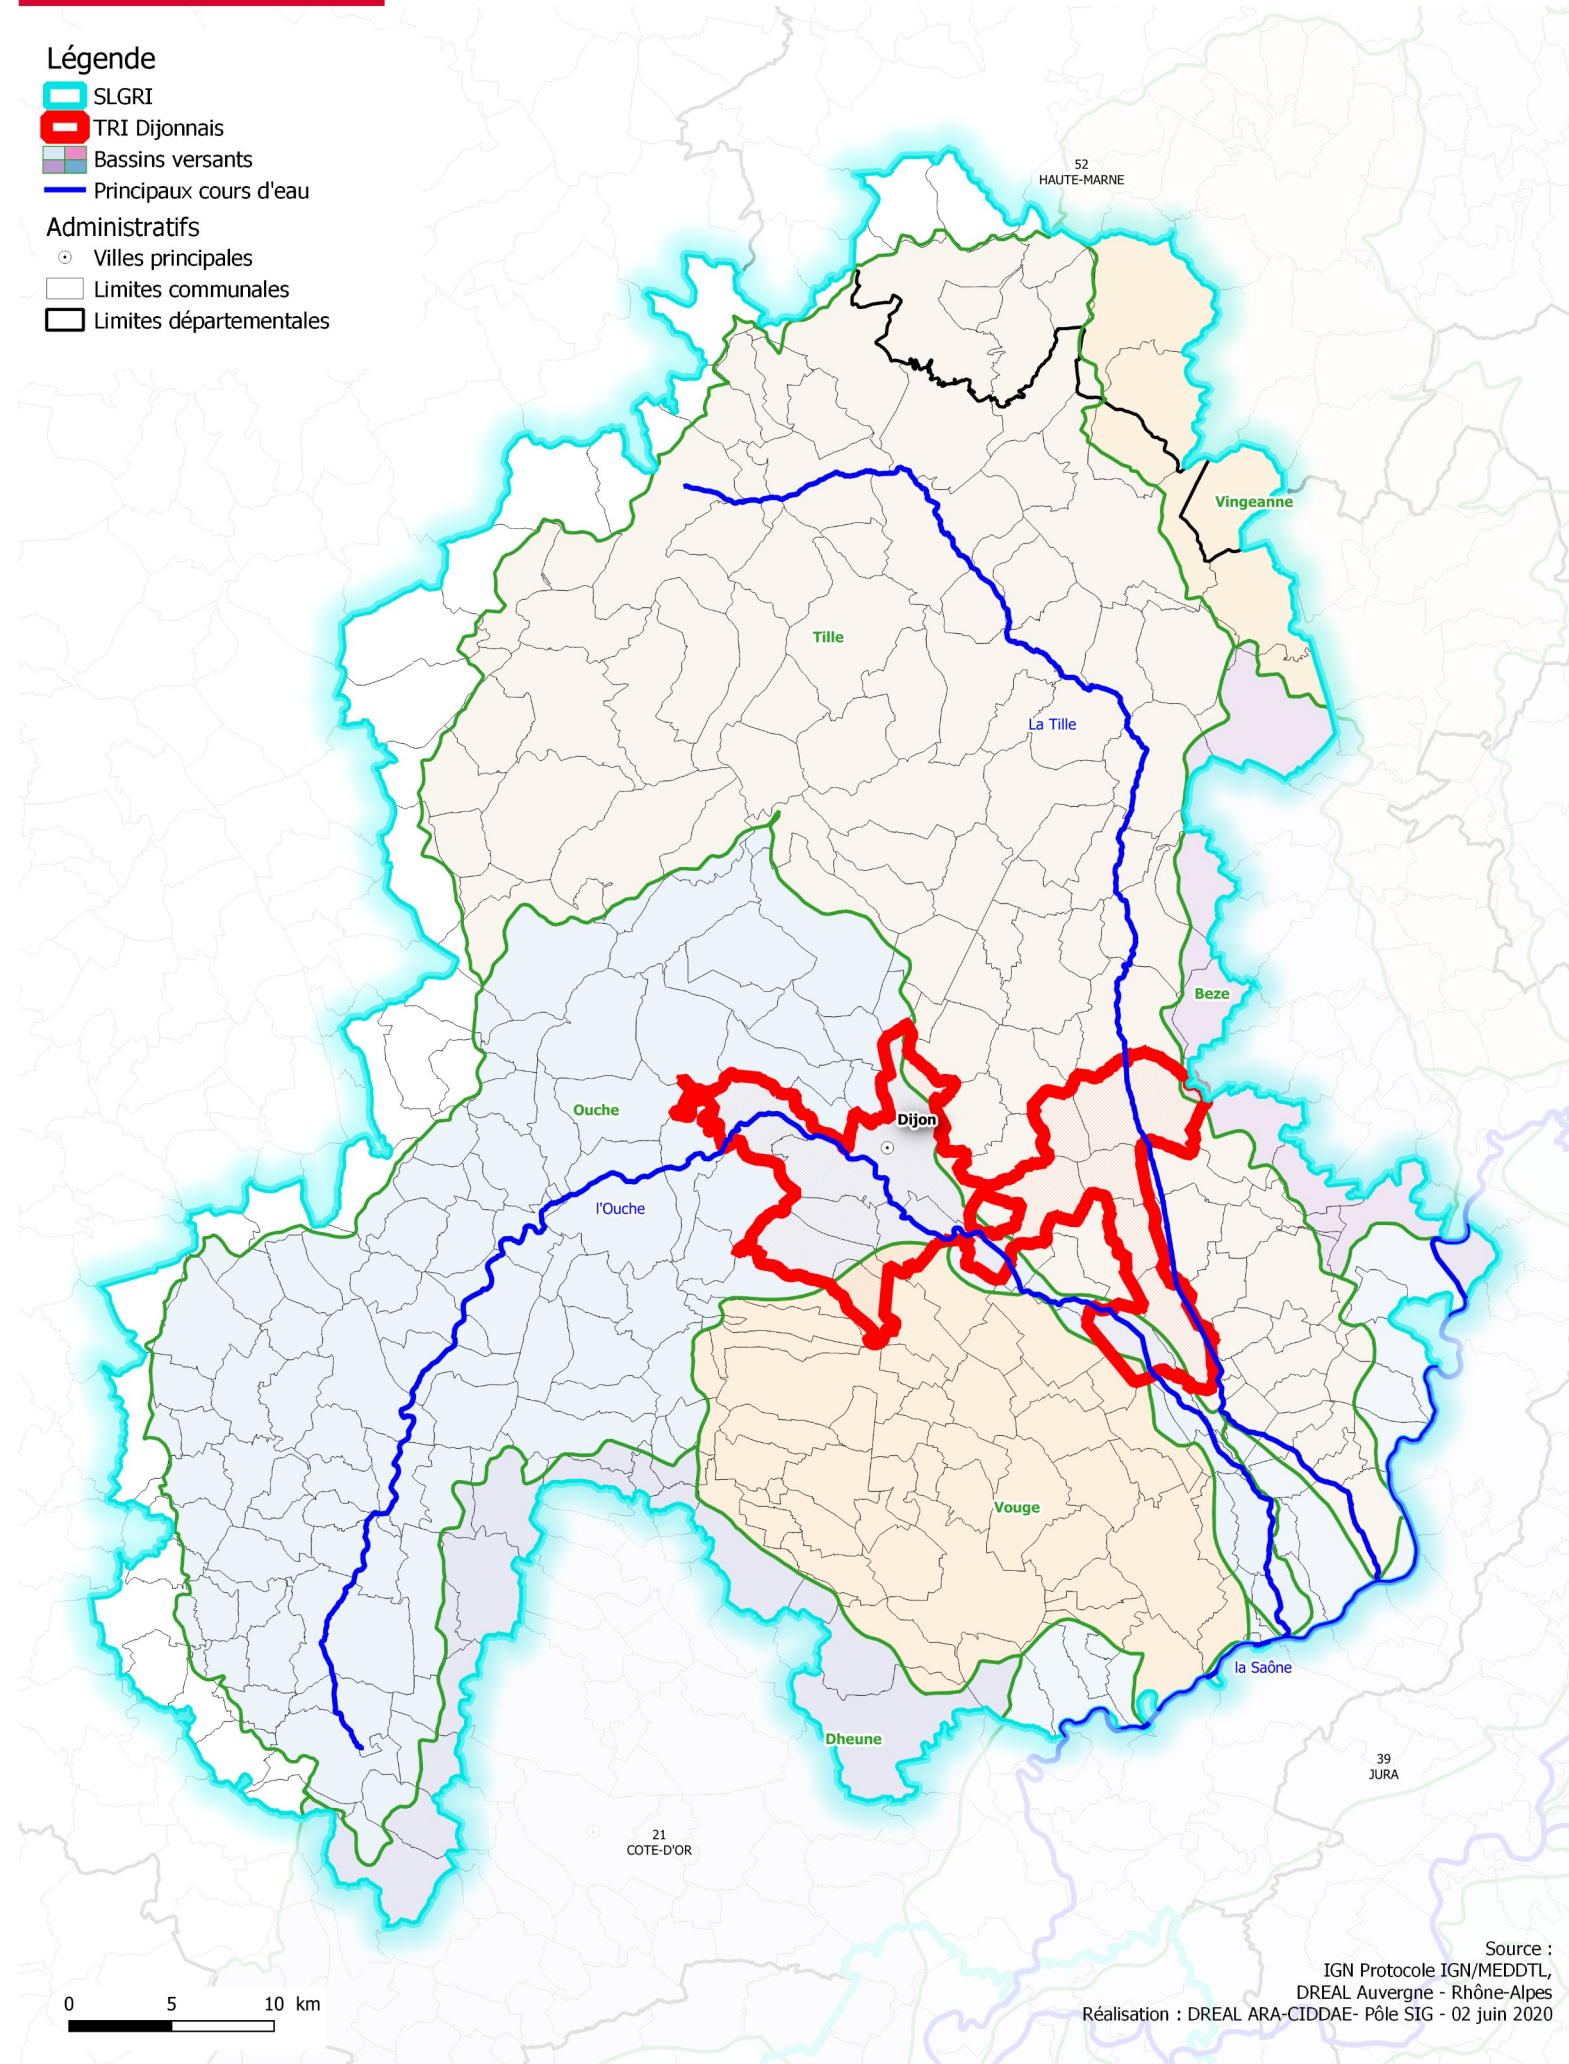 Légende
SLGRI
TRI Dijonnais
Bassins versants
Principaux cours d'eau
Administratifs
Villes principales
Limites communales
Limites départementales
52
HAUTE-MARNE
Vingeanne
Tille
La Tille
Beze
Ouche
Dijon
l'Ouche
Vouge
la Saône
Dheune
39
JURA
21
COTE-D'OR
Source :
IGN Protocole IGN/MEDDTL,
DREAL Auvergne - Rhône-Alpes
Réalisation : DREAL ARA-CIDDAE- Pôle SIG - 02 juin 2020
0 5 10 km